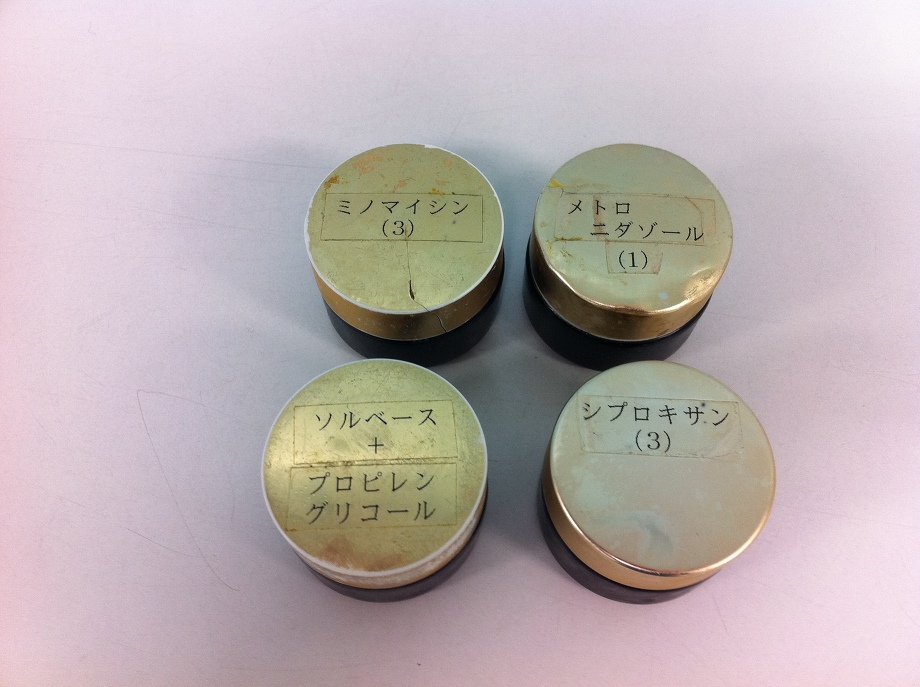 ミノマイシン
(3)
メトロ
ニダゾール
(1)
ソルベース
+
プロピレン
グリコール
シプロキサン
(3)